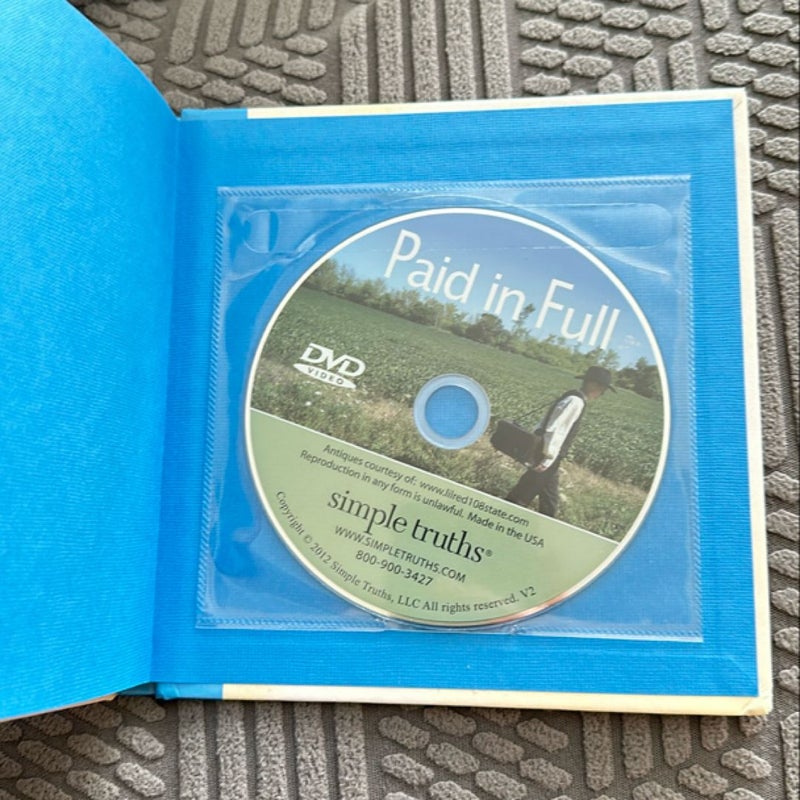 Paid in Full
DVD
VIDEO
Antiques courtesy of: www.lilred108state.com
Reproduction in any form is unlawful. Made in the USA
simple truths®
WWW.SIMPLETRUTHS.COM
800-900-3427
Copyright © 2012 Simple Truths, LLC All rights reserved. V2